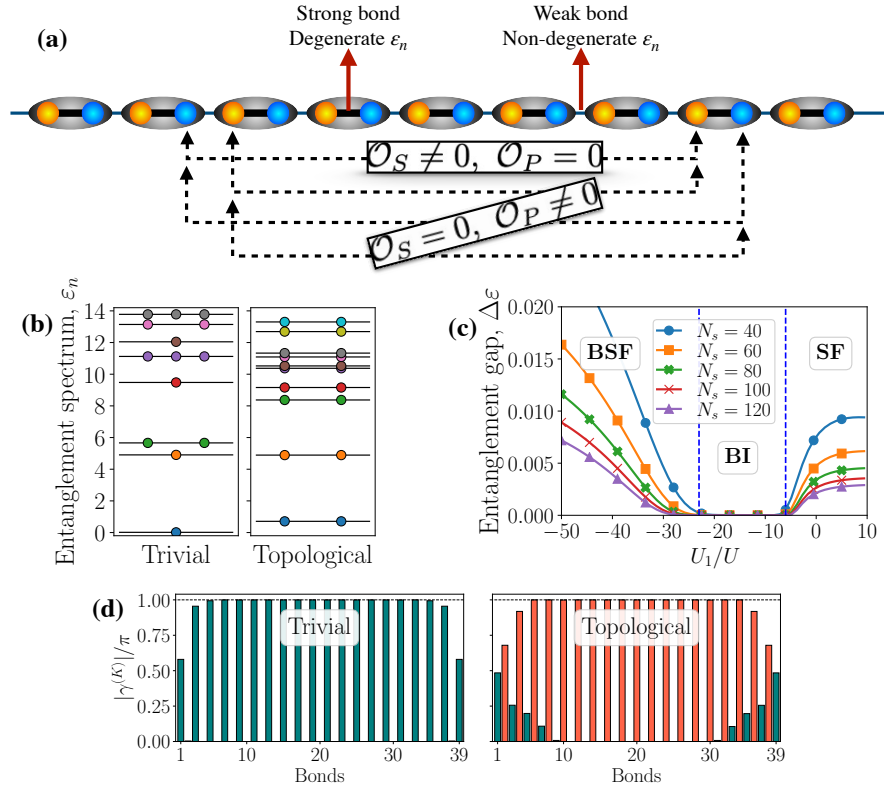 (a)
Strong bond
Degenerate εₙ
Weak bond
Non-degenerate εₙ
𝒪_S ≠ 0, 𝒪_P = 0
𝒪_S = 0, 𝒪_P ≠ 0
(b)
Entanglement spectrum, εₙ
14
12
10
8
6
4
2
0
Trivial
Topological
(c)
Entanglement gap, Δε
0.020
0.015
0.010
0.005
0.000
BSF
BI
SF
N_s = 40
N_s = 60
N_s = 80
N_s = 100
N_s = 120
−50 −40 −30 −20 −10 0 10
U₁/U
(d)
|γ^(K)|/π
1.00
0.75
0.50
0.25
0.00
Trivial
1 10 20 30 39
Bonds
Topological
1 10 20 30 39
Bonds